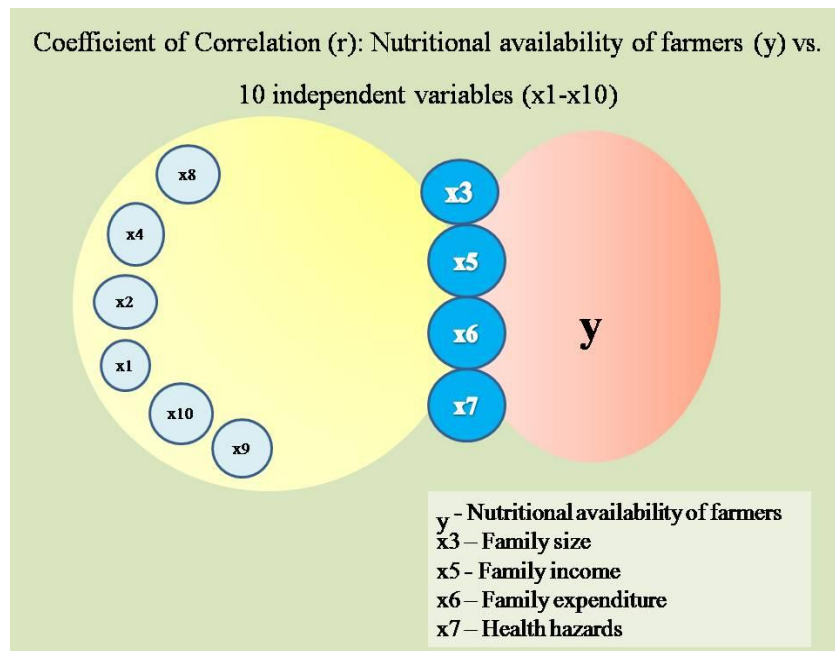 Coefficient of Correlation (r): Nutritional availability of farmers (y) vs.
10 independent variables (x1-x10)
x8
x3
x4
x5
x2
x6
y
x1
x7
x10
x9
y - Nutritional availability of farmers
x3 – Family size
x5 - Family income
x6 – Family expenditure
x7 – Health hazards